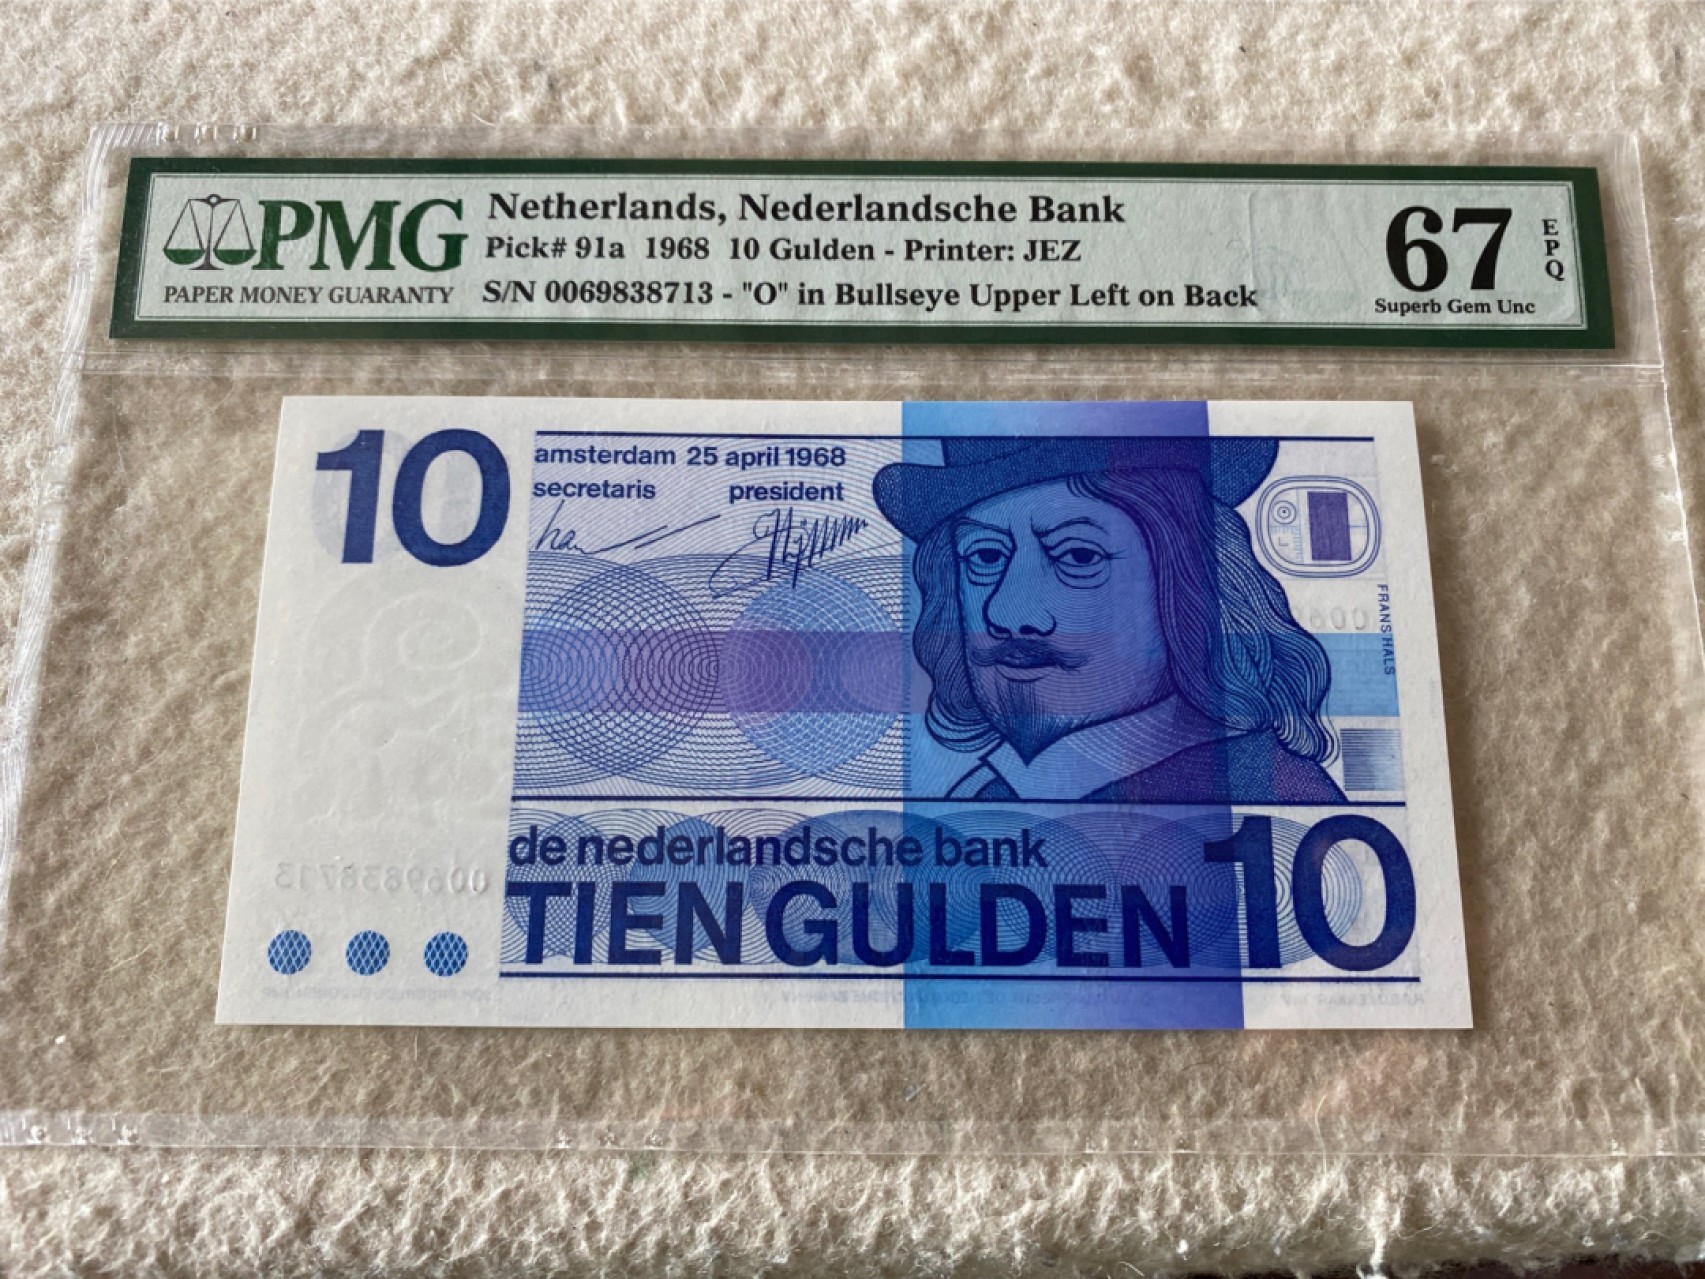 PMG
PAPER MONEY GUARANTY
Netherlands, Nederlandsche Bank
Pick# 91a 1968 10 Gulden - Printer: JEZ
S/N 0069838713 - "O" in Bullseye Upper Left on Back
67
EPQ
Superb Gem Unc
10
amsterdam 25 april 1968
secretaris president
FRANS HALS
de nederlandsche bank
TIEN GULDEN 10
0069838713